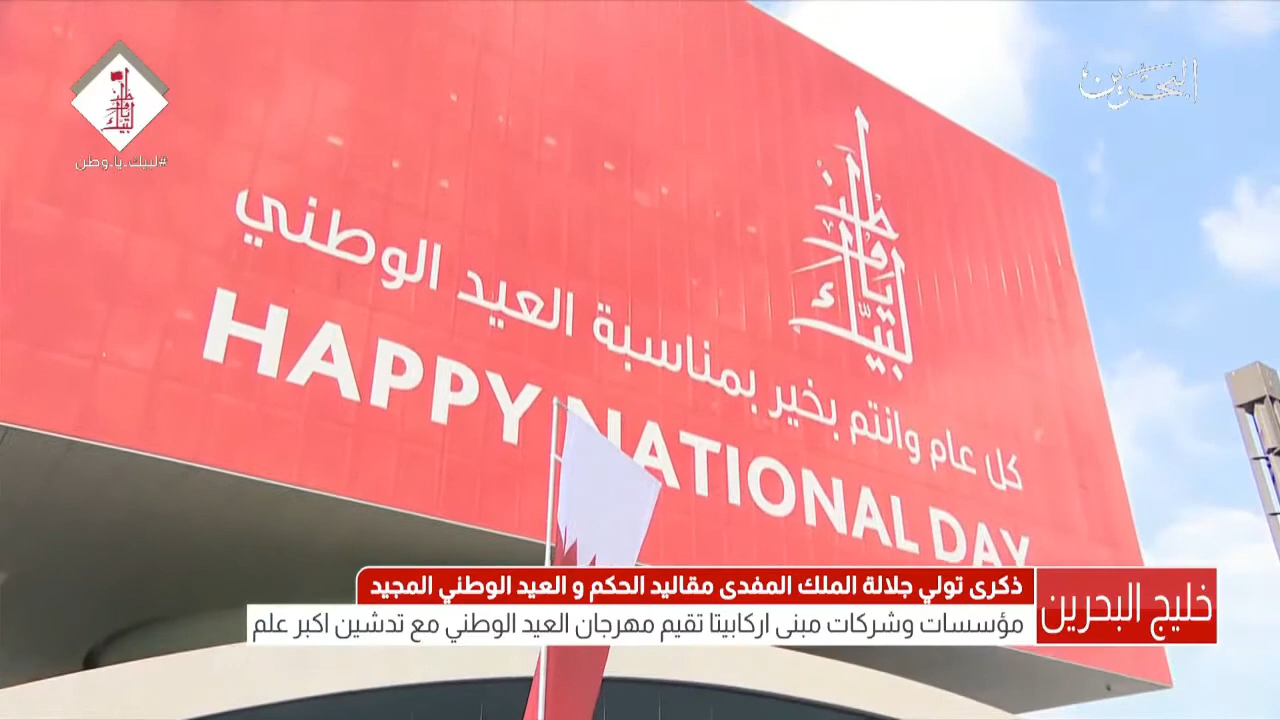 البحرين
لبيك يا وطن
#لبيك_يا_وطن
لبيك يا وطن
كل عام وانتم بخير بمناسبة العيد الوطني
HAPPY NATIONAL DAY
خليج البحرين
ذكرى تولي جلالة الملك المفدى مقاليد الحكم و العيد الوطني المجيد
مؤسسات وشركات مبنى اركابيتا تقيم مهرجان العيد الوطني مع تدشين اكبر علم